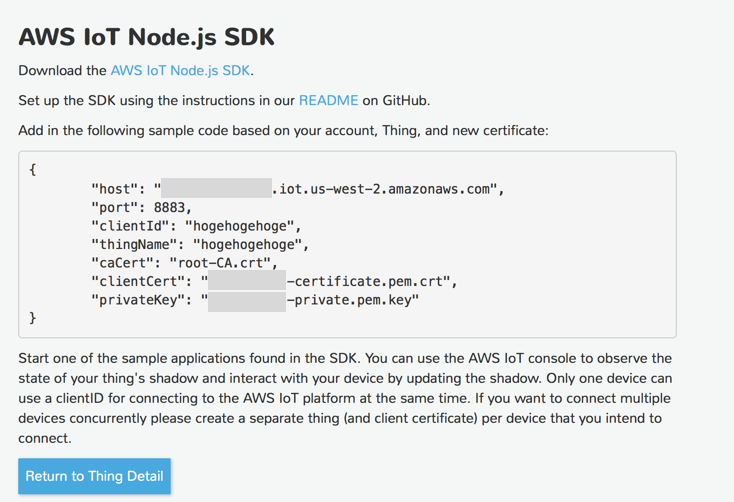 AWS IoT Node.js SDK
Download the AWS IoT Node.js SDK.
Set up the SDK using the instructions in our README on GitHub.
Add in the following sample code based on your account, Thing, and new certificate:
{
"host": " .iot.us-west-2.amazonaws.com",
"port": 8883,
"clientId": "hogehogehoge",
"thingName": "hogehogehoge",
"caCert": "root-CA.crt",
"clientCert": " -certificate.pem.crt",
"privateKey": " -private.pem.key"
}
Start one of the sample applications found in the SDK. You can use the AWS IoT console to observe the
state of your thing's shadow and interact with your device by updating the shadow. Only one device can
use a clientID for connecting to the AWS IoT platform at the same time. If you want to connect multiple
devices concurrently please create a separate thing (and client certificate) per device that you intend to
connect.
Return to Thing Detail